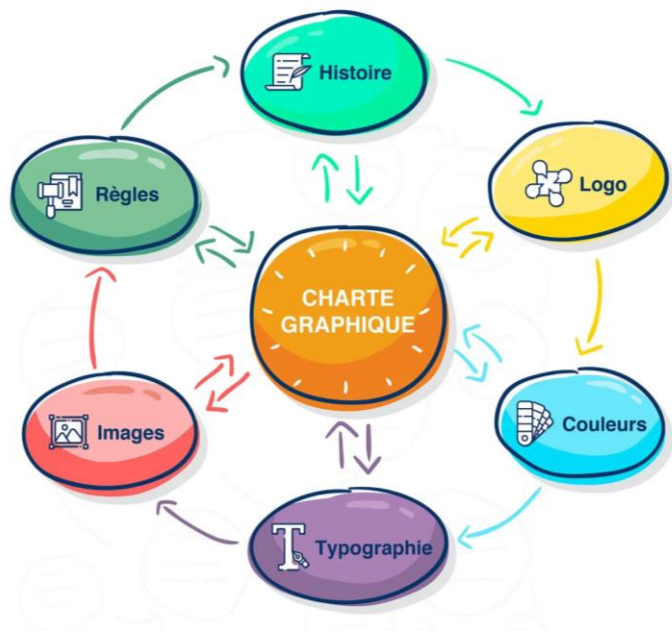 Histoire
Logo
Couleurs
Typographie
Images
Règles
CHARTE
GRAPHIQUE